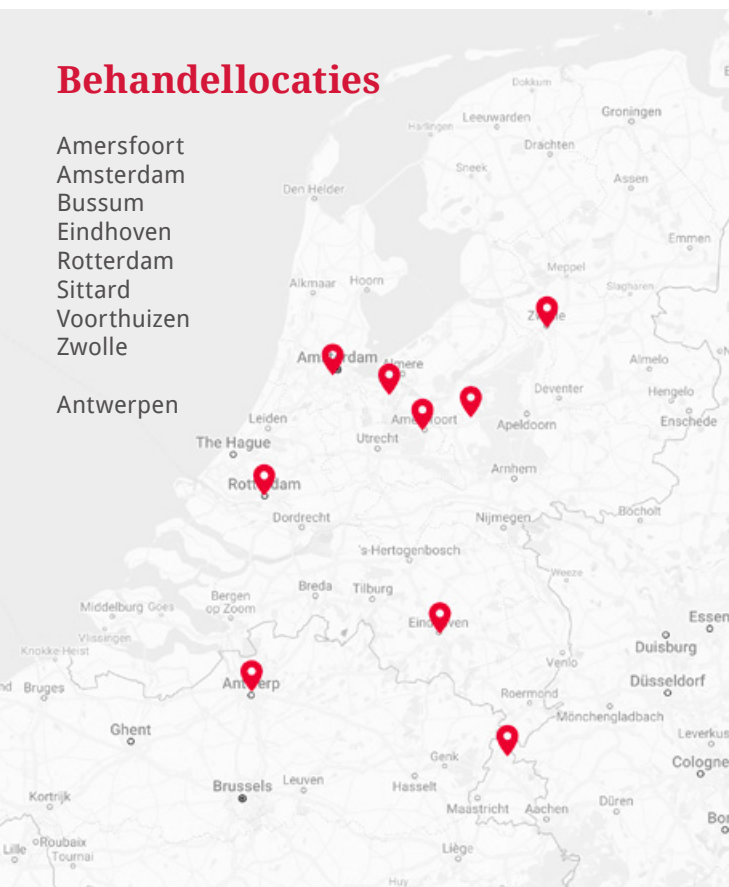 Behandellocaties
Amersfoort
Amsterdam
Bussum
Eindhoven
Rotterdam
Sittard
Voorthuizen
Zwolle
Antwerpen
Dokkum
Groningen
Leeuwarden
Harlingen
Drachten
Sneek
Assen
Den Helder
Emmen
Meppel
Alkmaar
Hoorn
Slagharen
Almelo
Deventer
Hengelo
Leiden
Apeldoorn
Enschede
The Hague
Utrecht
Arnhem
Dordrecht
Nijmegen
Bocholt
's-Hertogenbosch
Weeze
Breda
Tilburg
Bergen
op Zoom
Middelburg
Goes
Essen
Vlissingen
Duisburg
Knokke-Heist
Venlo
Bruges
Düsseldorf
Roermond
Mönchengladbach
Ghent
Leverkus
Genk
Cologne
Brussels
Leuven
Hasselt
Kortrijk
Maastricht
Aachen
Düren
Roubaix
Lille
Tournai
Liège
Huy